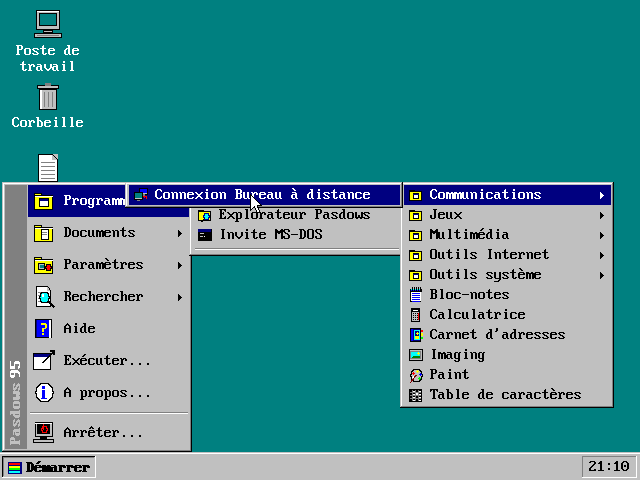 Poste de
travail
Corbeille
Programm
Connexion Bureau à distance
Explorateur Pasdows
Invite MS-DOS
Communications
Jeux
Multimédia
Outils Internet
Outils système
Bloc-notes
Calculatrice
Carnet d'adresses
Imaging
Paint
Table de caractères
Documents
Paramètres
Rechercher
Aide
Exécuter...
A propos...
Arrêter...
Pasdows 95
Démarrer
21:10